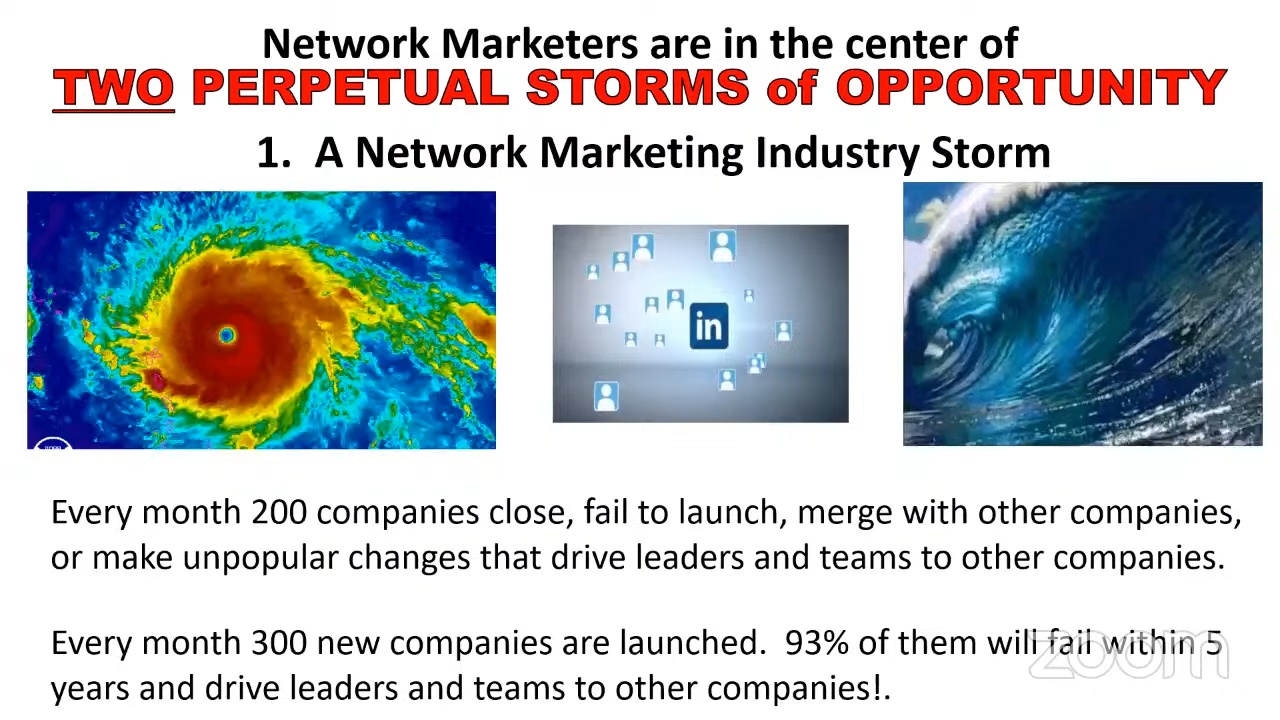 Network Marketers are in the center of
TWO PERPETUAL STORMS of OPPORTUNITY
1. A Network Marketing Industry Storm
in
Every month 200 companies close, fail to launch, merge with other companies,
or make unpopular changes that drive leaders and teams to other companies.
Every month 300 new companies are launched. 93% of them will fail within 5
years and drive leaders and teams to other companies!.
zoom